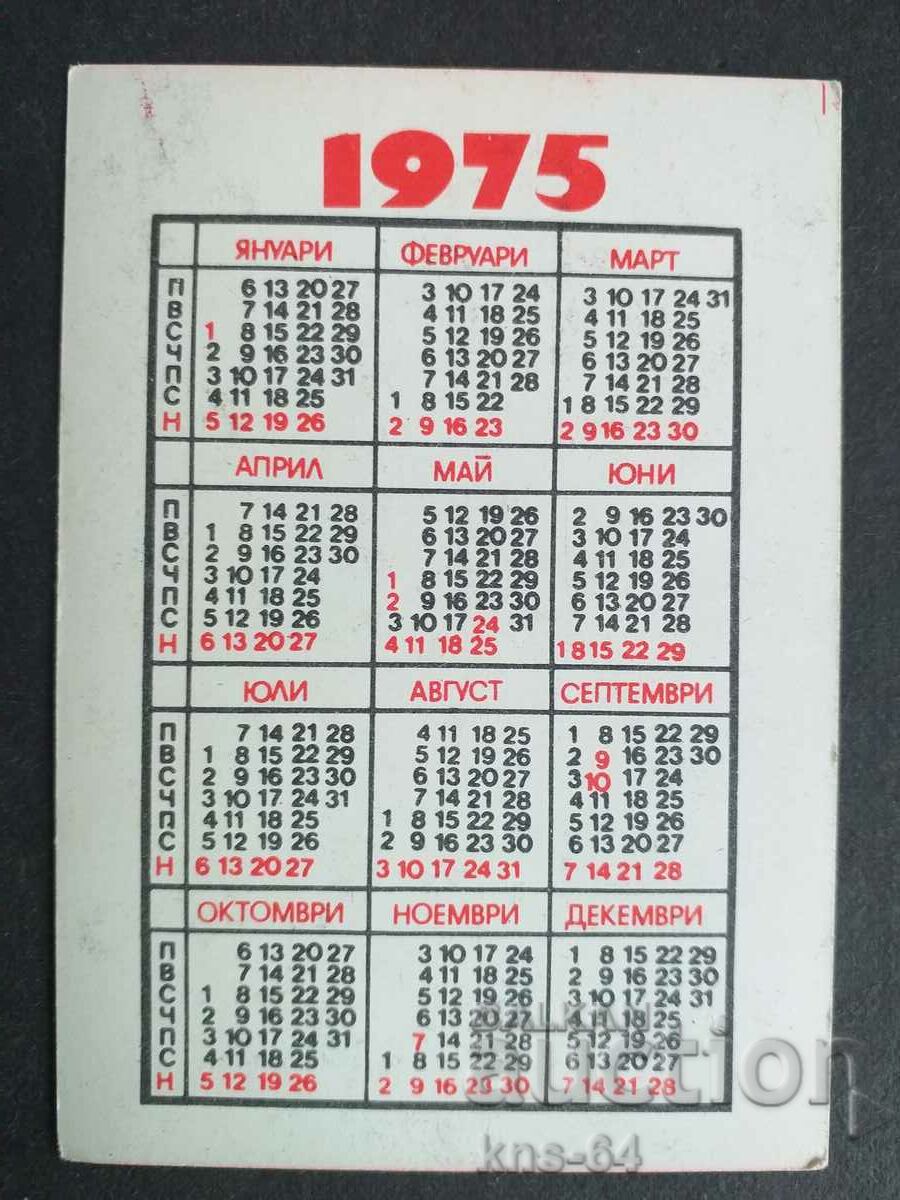 1975
ЯНУАРИ ФЕВРУАРИ МАРТ
П 6 13 20 27 3 10 17 24 3 10 17 24 31
В 7 14 21 28 4 11 18 25 4 11 18 25
С 1 8 15 22 29 5 12 19 26 5 12 19 26
Ч 2 9 16 23 30 6 13 20 27 6 13 20 27
П 3 10 17 24 31 7 14 21 28 7 14 21 28
С 4 11 18 25 1 8 15 22 1 8 15 22 29
Н 5 12 19 26 2 9 16 23 2 9 16 23 30
АПРИЛ МАЙ ЮНИ
П 7 14 21 28 5 12 19 26 2 9 16 23 30
В 1 8 15 22 29 6 13 20 27 3 10 17 24
С 2 9 16 23 30 7 14 21 28 4 11 18 25
Ч 3 10 17 24 1 8 15 22 29 5 12 19 26
П 4 11 18 25 2 9 16 23 30 6 13 20 27
С 5 12 19 26 3 10 17 24 31 7 14 21 28
Н 6 13 20 27 4 11 18 25 1 8 15 22 29
ЮЛИ АВГУСТ СЕПТЕМВРИ
П 7 14 21 28 4 11 18 25 1 8 15 22 29
В 1 8 15 22 29 5 12 19 26 2 9 16 23 30
С 2 9 16 23 30 6 13 20 27 3 10 17 24
Ч 3 10 17 24 31 7 14 21 28 4 11 18 25
П 4 11 18 25 1 8 15 22 29 5 12 19 26
С 5 12 19 26 2 9 16 23 30 6 13 20 27
Н 6 13 20 27 3 10 17 24 31 7 14 21 28
ОКТОМВРИ НОЕМВРИ ДЕКЕМВРИ
П 6 13 20 27 3 10 17 24 1 8 15 22 29
В 7 14 21 28 4 11 18 25 2 9 16 23 30
С 1 8 15 22 29 5 12 19 26 3 10 17 24 31
Ч 2 9 16 23 30 6 13 20 27 4 11 18 25
П 3 10 17 24 31 7 14 21 28 5 12 19 26
С 4 11 18 25 1 8 15 22 29 6 13 20 27
Н 5 12 19 26 2 9 16 23 30 7 14 21 28
BALKAN
auction
kns-64